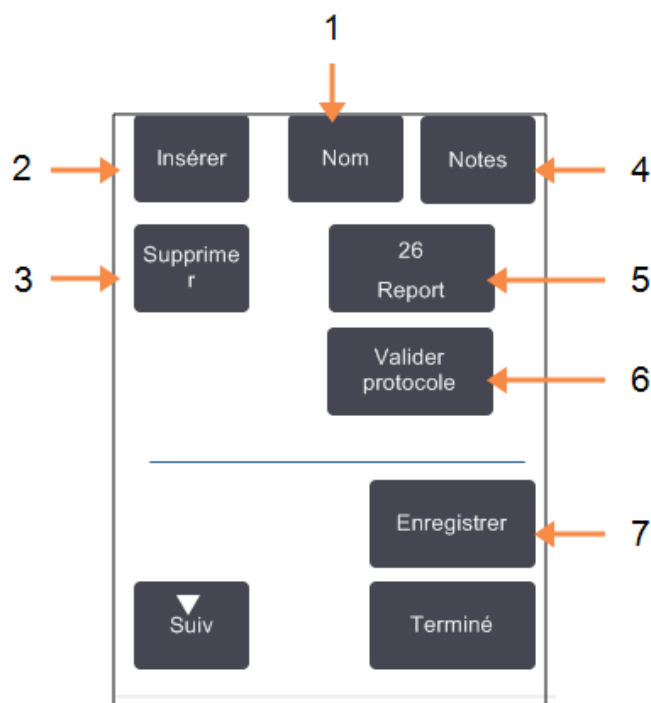 1
2
Insérer
Nom
Notes
4
3
Supprime
r
26
Report
5
Valider
protocole
6
Enregistrer
7
Suiv
Terminé